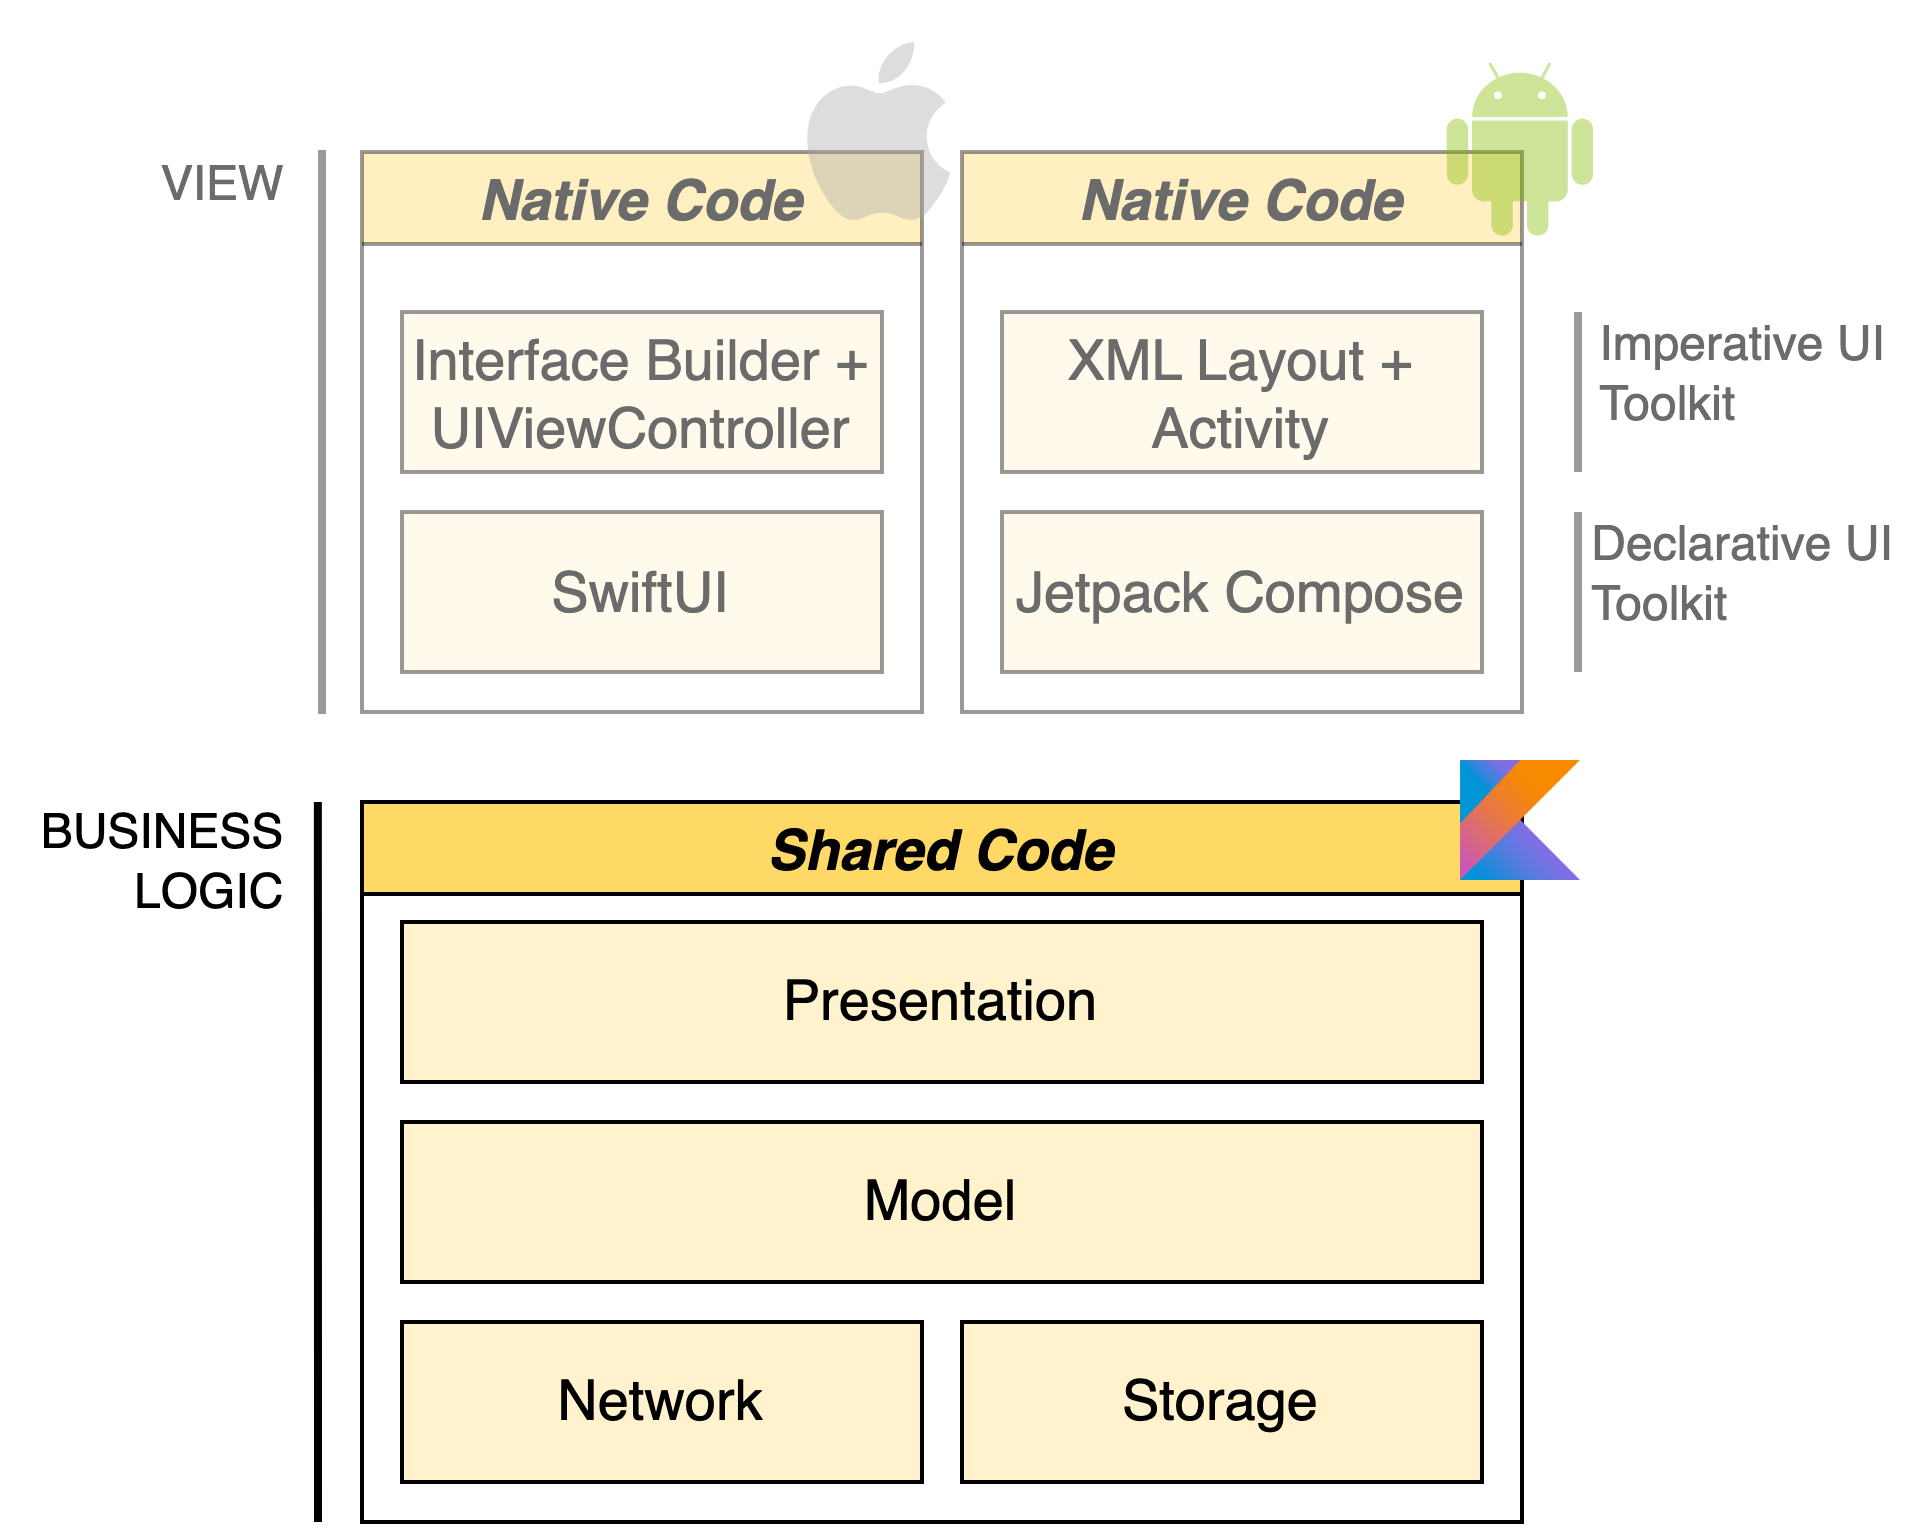 VIEW
Native Code
Native Code
Interface Builder +
UIViewController
XML Layout +
Activity
Imperative UI
Toolkit
SwiftUI
Jetpack Compose
Declarative UI
Toolkit
BUSINESS
LOGIC
Shared Code
Presentation
Model
Network
Storage